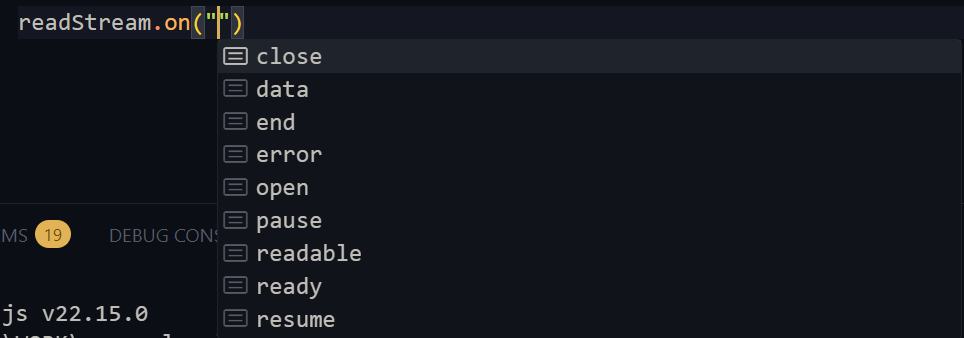 readStream.on("")
close
data
end
error
open
pause
readable
ready
resume
MS 19 DEBUG CONS
js v22.15.0